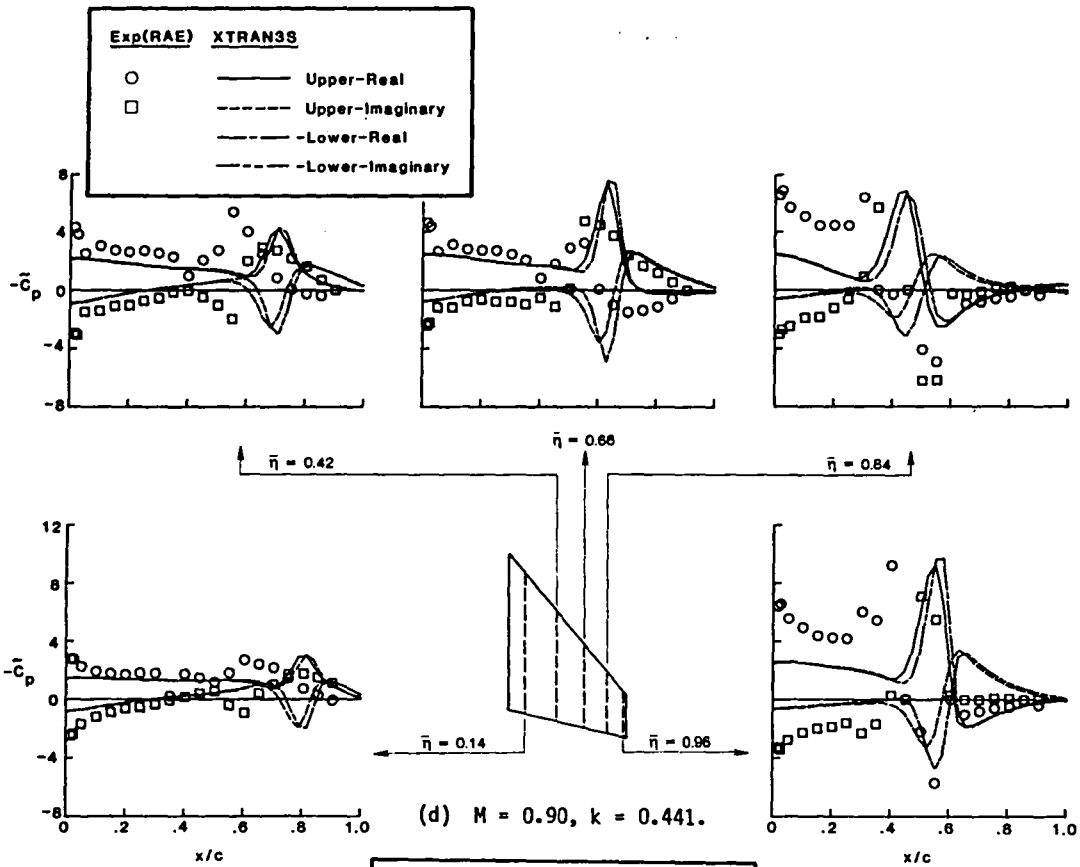 Exp(RAE) XTRAN3S
Upper-Real
Upper-Imaginary
-Lower-Real
-Lower-Imaginary
8
4
0
-4
-8
-c̃p
η̄ = 0.42
η̄ = 0.66
η̄ = 0.84
12
8
4
0
-4
-8
-c̃p
0 .2 .4 .6 .8 1.0
x/c
η̄ = 0.14
η̄ = 0.96
(d) M = 0.90, k = 0.441.
0 .2 .4 .6 .8 1.0
x/c